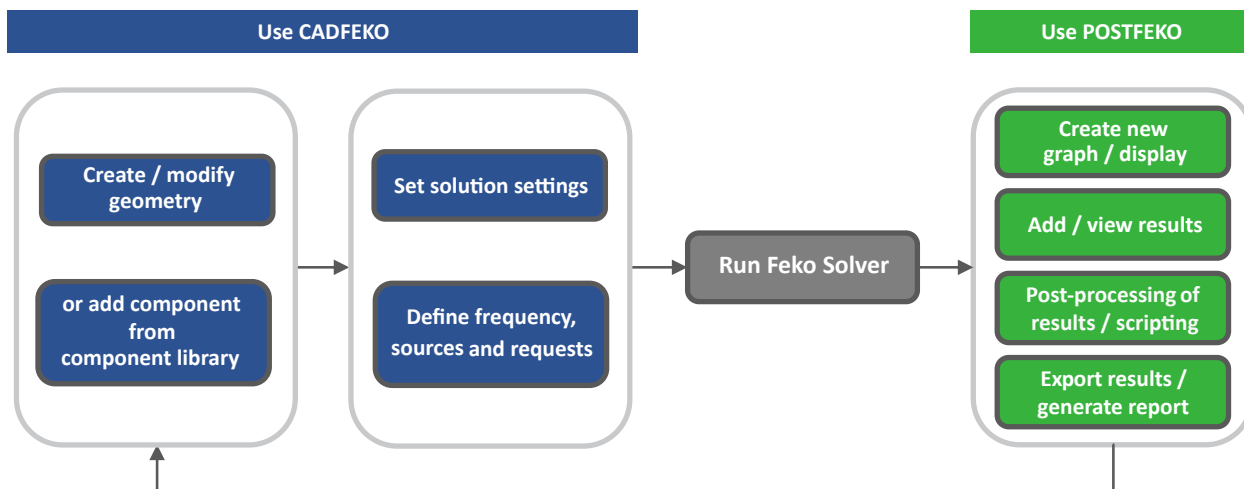 Use CADFEKO
Use POSTFEKO
Create / modify
geometry
or add component
from
component library
Set solution settings
Define frequency,
sources and requests
Run Feko Solver
Create new
graph / display
Add / view results
Post-processing of
results / scripting
Export results /
generate report